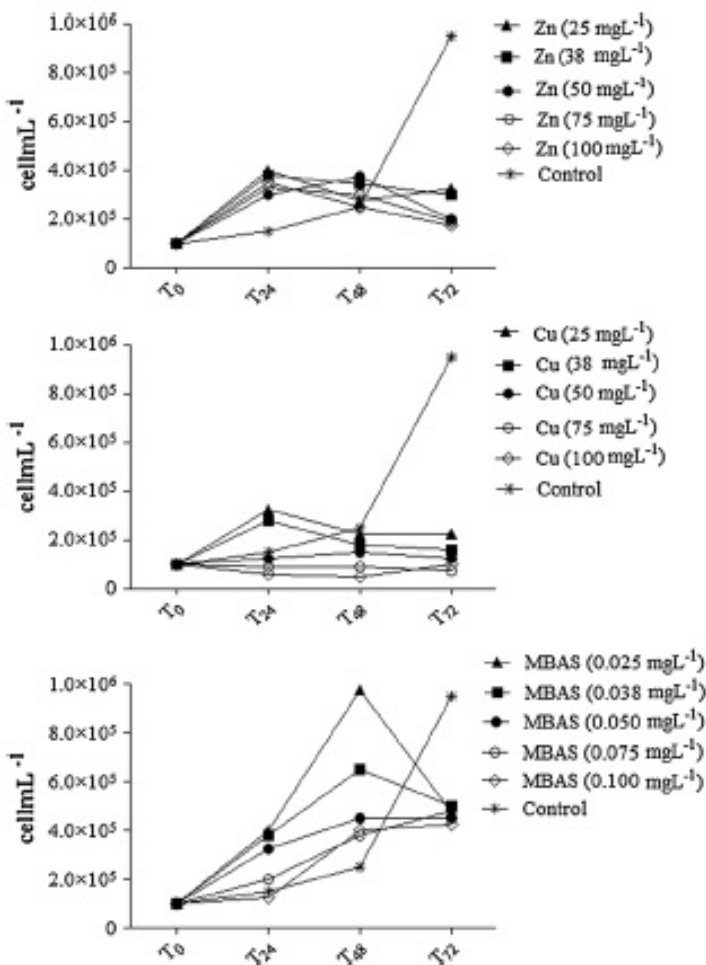 1.0×10⁶
8.0×10⁵
6.0×10⁵
4.0×10⁵
2.0×10⁵
0
cellmL⁻¹
T₀ T₂₄ T₄₈ T₇₂
Zn (25 mgL⁻¹)
Zn (38 mgL⁻¹)
Zn (50 mgL⁻¹)
Zn (75 mgL⁻¹)
Zn (100 mgL⁻¹)
Control
1.0×10⁶
8.0×10⁵
6.0×10⁵
4.0×10⁵
2.0×10⁵
0
cellmL⁻¹
T₀ T₂₄ T₄₈ T₇₂
Cu (25 mgL⁻¹)
Cu (38 mgL⁻¹)
Cu (50 mgL⁻¹)
Cu (75 mgL⁻¹)
Cu (100 mgL⁻¹)
Control
1.0×10⁶
8.0×10⁵
6.0×10⁵
4.0×10⁵
2.0×10⁵
0
cellmL⁻¹
T₀ T₂₄ T₄₈ T₇₂
MBAS (0.025 mgL⁻¹)
MBAS (0.038 mgL⁻¹)
MBAS (0.050 mgL⁻¹)
MBAS (0.075 mgL⁻¹)
MBAS (0.100 mgL⁻¹)
Control